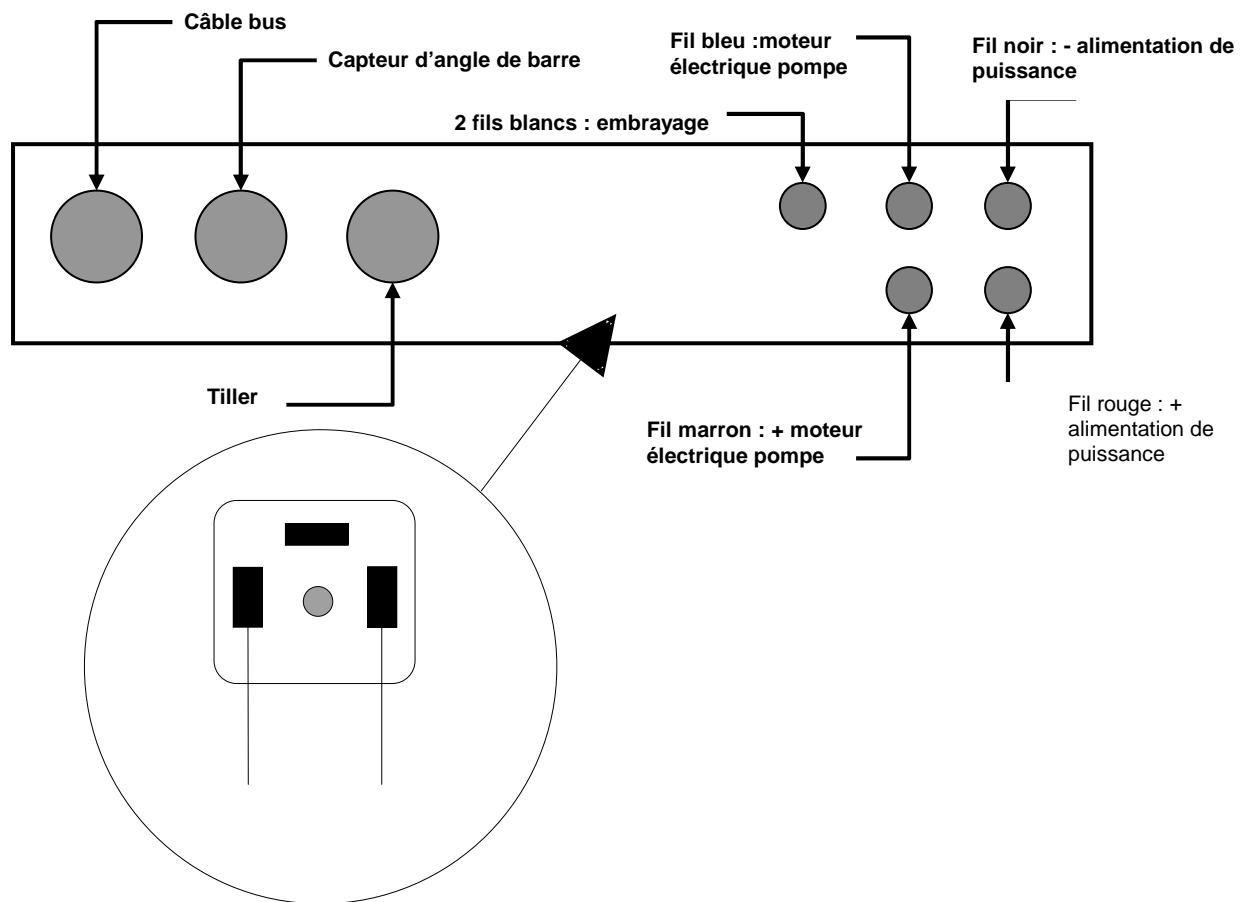 Câble bus
Capteur d'angle de barre
2 fils blancs : embrayage
Fil bleu :moteur
électrique pompe
Fil noir : - alimentation de
puissance
Tiller
Fil marron : + moteur
électrique pompe
Fil rouge : +
alimentation de
puissance